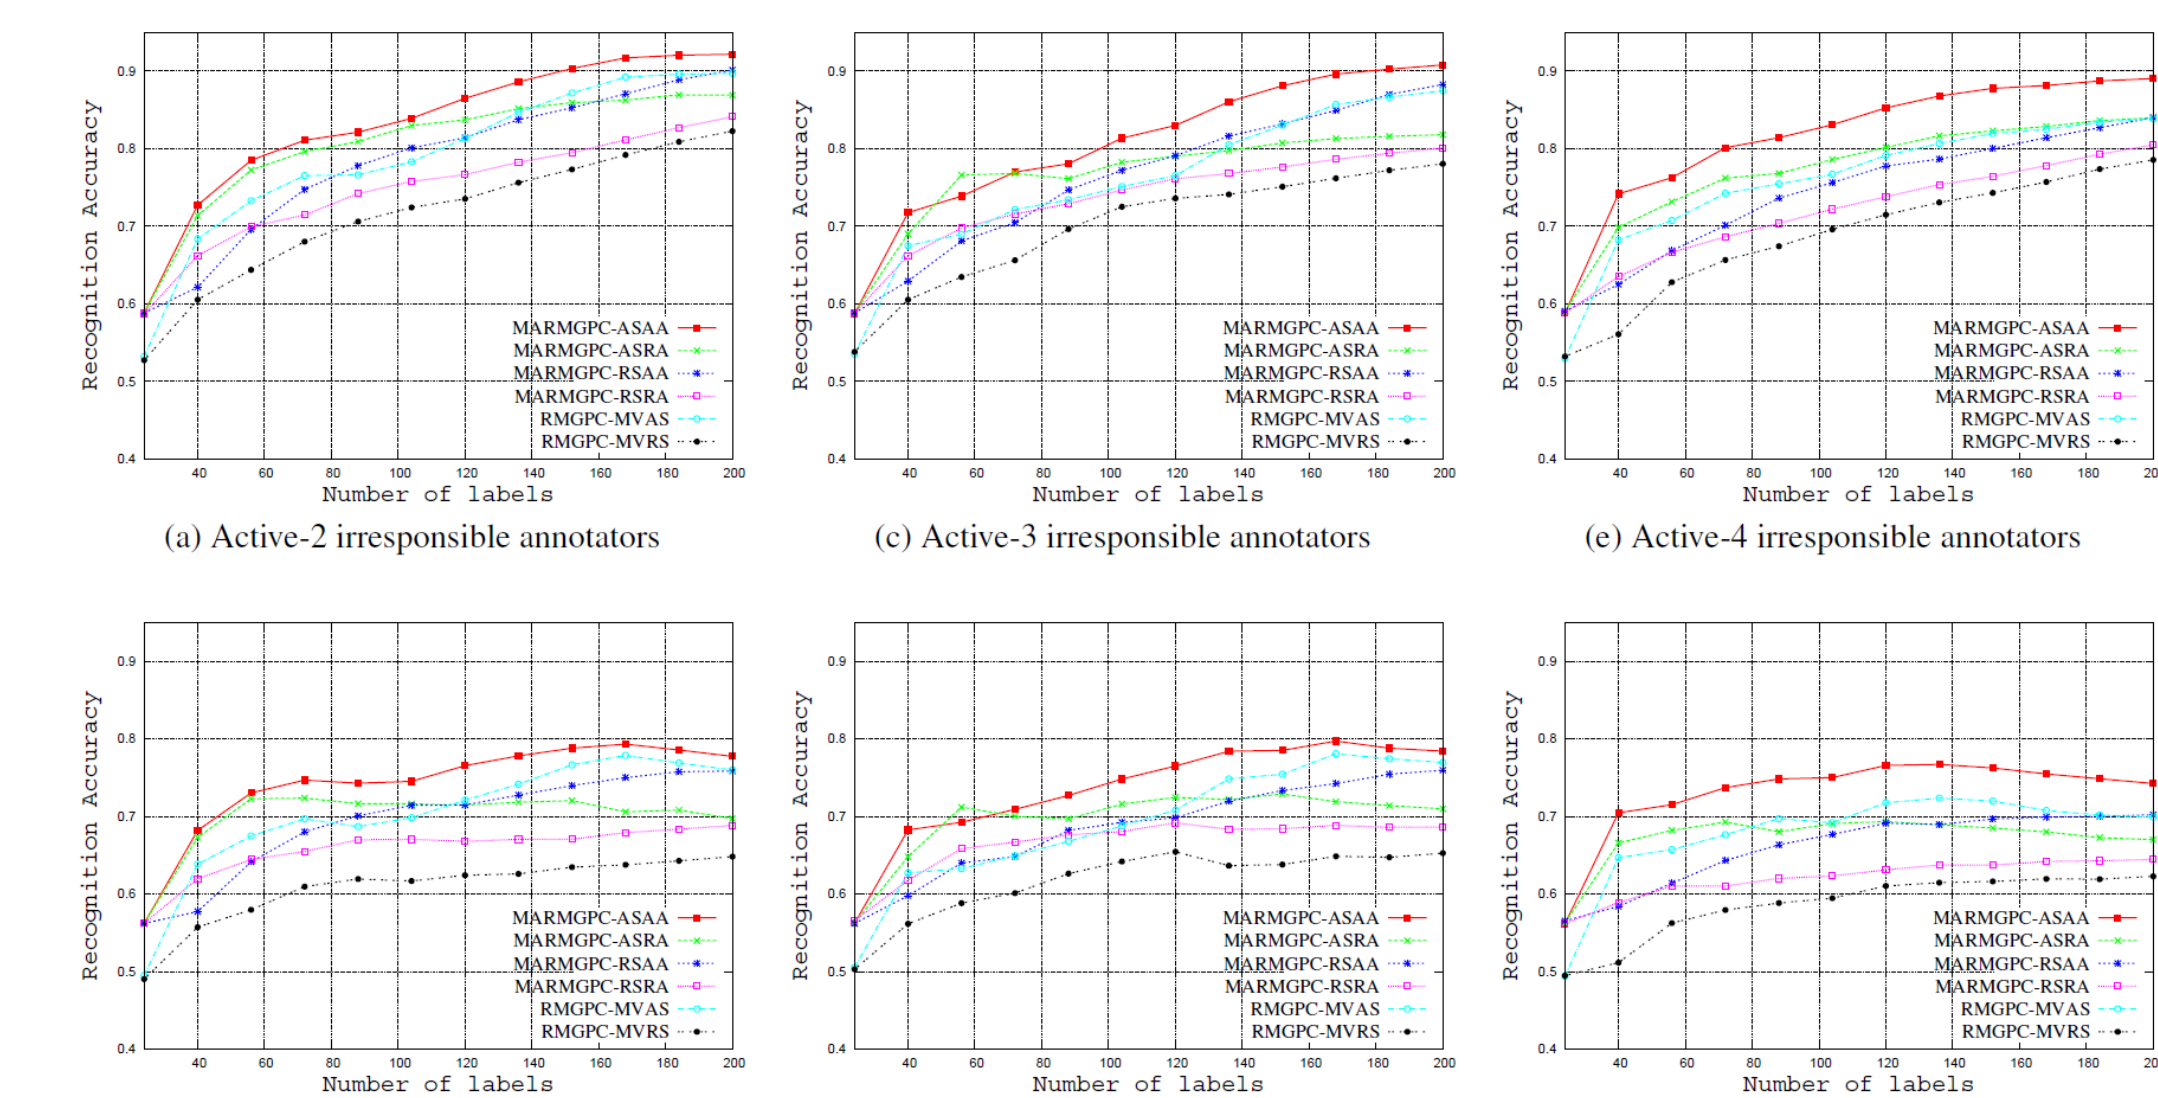 0.9
0.8
0.7
0.6
0.5
0.4
40 60 80 100 120 140 160 180 200
Recognition Accuracy
Number of labels
MARMGPC-ASAA
MARMGPC-ASRA
MARMGPC-RSAA
MARMGPC-RSRA
RMGPC-MVAS
RMGPC-MVRS
(a) Active-2 irresponsible annotators
0.9
0.8
0.7
0.6
0.5
0.4
40 60 80 100 120 140 160 180 200
Recognition Accuracy
Number of labels
MARMGPC-ASAA
MARMGPC-ASRA
MARMGPC-RSAA
MARMGPC-RSRA
RMGPC-MVAS
RMGPC-MVRS
(c) Active-3 irresponsible annotators
0.9
0.8
0.7
0.6
0.5
0.4
40 60 80 100 120 140 160 180 20
Recognition Accuracy
Number of labels
MARMGPC-ASAA
MARMGPC-ASRA
MARMGPC-RSAA
MARMGPC-RSRA
RMGPC-MVAS
RMGPC-MVRS
(e) Active-4 irresponsible annotators
0.9
0.8
0.7
0.6
0.5
0.4
40 60 80 100 120 140 160 180 200
Recognition Accuracy
Number of labels
MARMGPC-ASAA
MARMGPC-ASRA
MARMGPC-RSAA
MARMGPC-RSRA
RMGPC-MVAS
RMGPC-MVRS
0.9
0.8
0.7
0.6
0.5
0.4
40 60 80 100 120 140 160 180 200
Recognition Accuracy
Number of labels
MARMGPC-ASAA
MARMGPC-ASRA
MARMGPC-RSAA
MARMGPC-RSRA
RMGPC-MVAS
RMGPC-MVRS
0.9
0.8
0.7
0.6
0.5
0.4
40 60 80 100 120 140 160 180 20
Recognition Accuracy
Number of labels
MARMGPC-ASAA
MARMGPC-ASRA
MARMGPC-RSAA
MARMGPC-RSRA
RMGPC-MVAS
RMGPC-MVRS